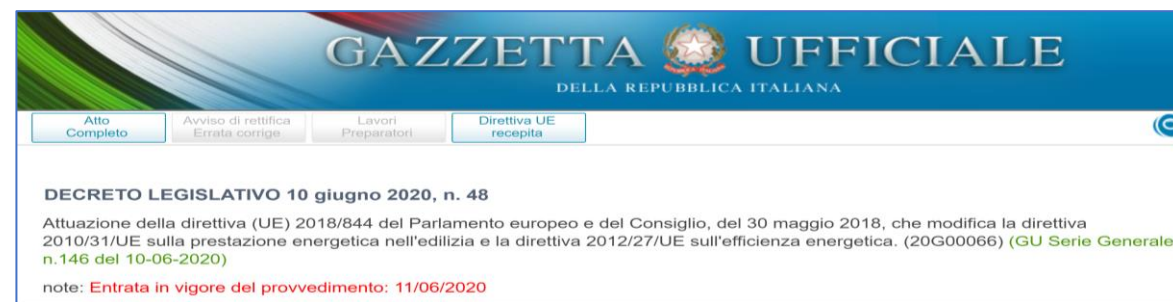 GAZZETTA UFFICIALE
DELLA REPUBBLICA ITALIANA
Atto
Completo
Avviso di rettifica
Errata corrige
Lavori
Preparatori
Direttiva UE
recepita
DECRETO LEGISLATIVO 10 giugno 2020, n. 48
Attuazione della direttiva (UE) 2018/844 del Parlamento europeo e del Consiglio, del 30 maggio 2018, che modifica la direttiva
2010/31/UE sulla prestazione energetica nell'edilizia e la direttiva 2012/27/UE sull'efficienza energetica. (20G00066) (GU Serie Generale
n.146 del 10-06-2020)
note: Entrata in vigore del provvedimento: 11/06/2020